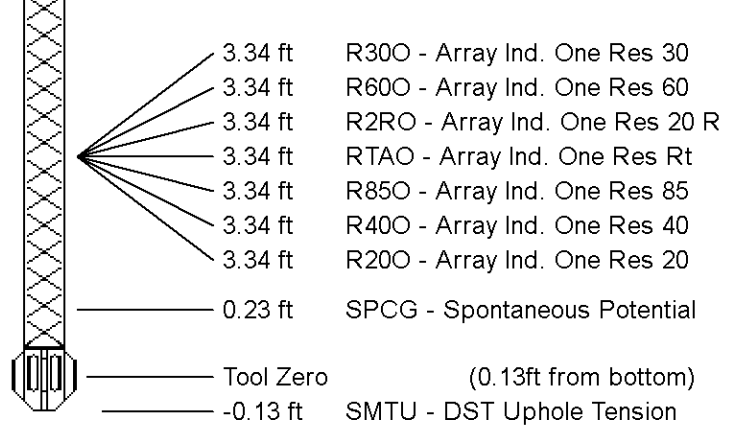 3.34 ft R30O - Array Ind. One Res 30
3.34 ft R60O - Array Ind. One Res 60
3.34 ft R2RO - Array Ind. One Res 20 R
3.34 ft RTAO - Array Ind. One Res Rt
3.34 ft R85O - Array Ind. One Res 85
3.34 ft R40O - Array Ind. One Res 40
3.34 ft R20O - Array Ind. One Res 20
0.23 ft SPCG - Spontaneous Potential
Tool Zero (0.13ft from bottom)
-0.13 ft SMTU - DST Uphole Tension